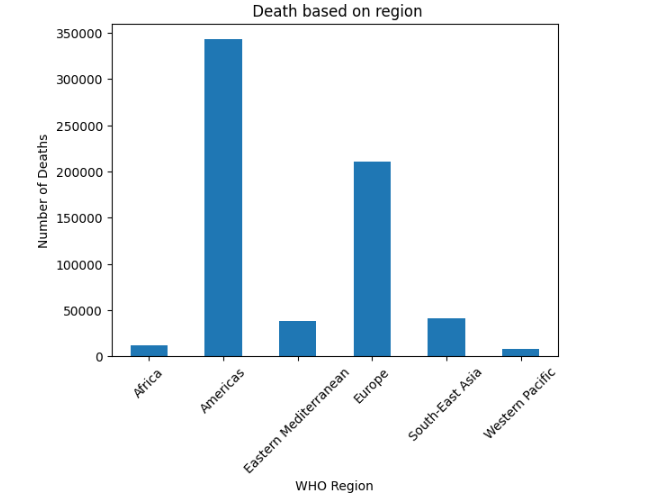 Death based on region
Number of Deaths
350000
300000
250000
200000
150000
100000
50000
0
Africa
Americas
Eastern Mediterranean
Europe
South-East Asia
Western Pacific
WHO Region